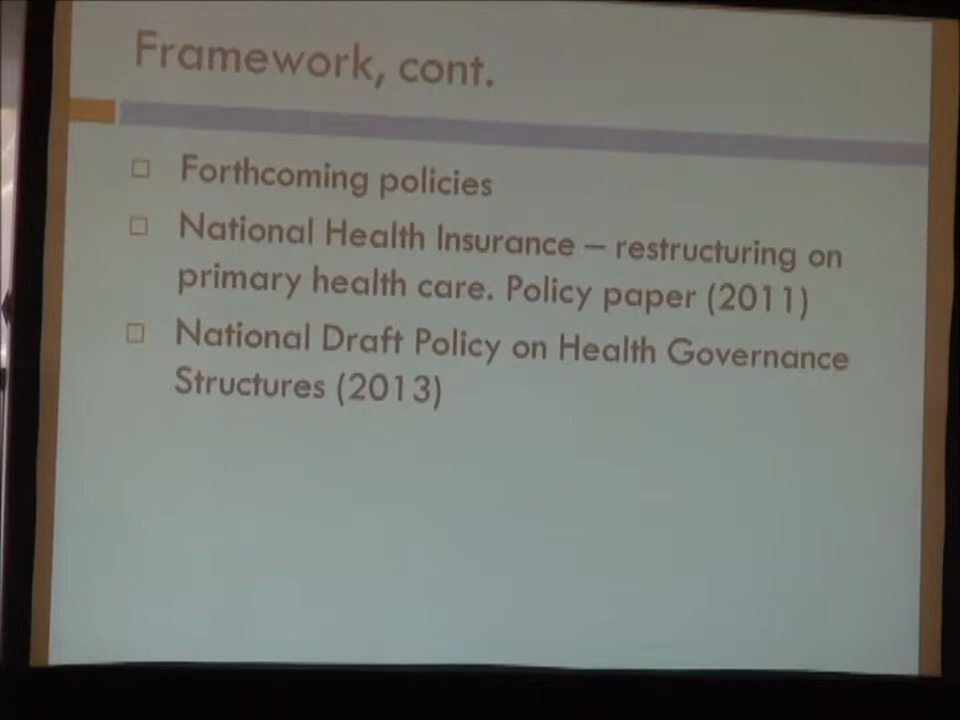 Framework, cont.
Forthcoming policies
National Health Insurance – restructuring on
primary health care. Policy paper (2011)
National Draft Policy on Health Governance
Structures (2013)